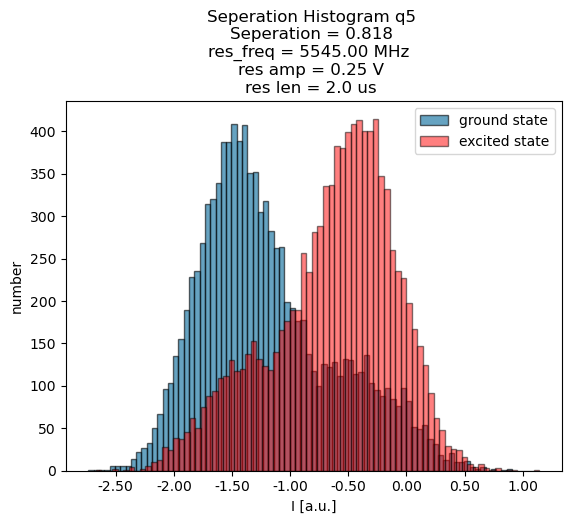 Seperation Histogram q5
Seperation = 0.818
res_freq = 5545.00 MHz
res amp = 0.25 V
res len = 2.0 us
ground state
excited state
400
350
300
250
200
150
100
50
0
number
-2.50 -2.00 -1.50 -1.00 -0.50 0.00 0.50 1.00
I [a.u.]